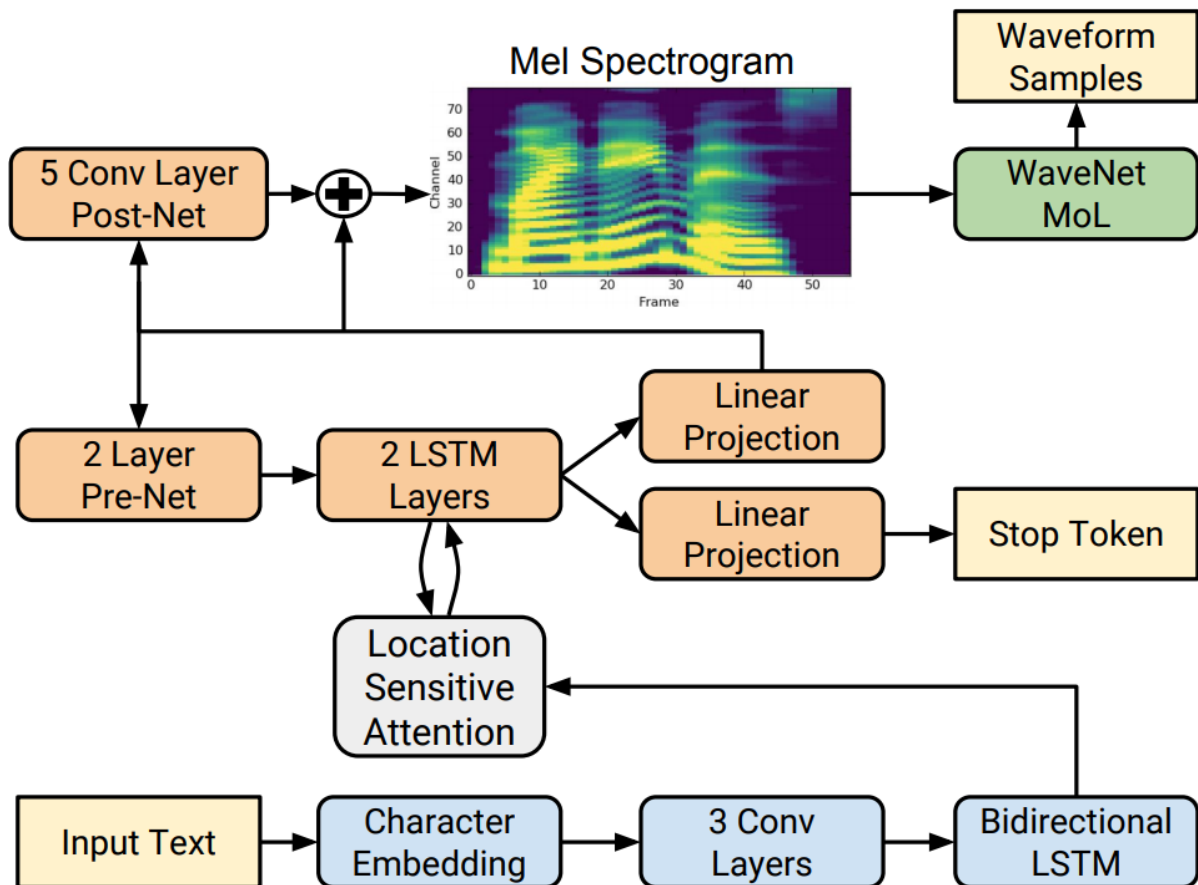 Mel Spectrogram
Waveform
Samples
5 Conv Layer
Post-Net
WaveNet
MoL
Channel
70
60
50
40
30
20
10
0
0
10
20
30
40
50
Frame
2 Layer
Pre-Net
2 LSTM
Layers
Linear
Projection
Linear
Projection
Stop Token
Location
Sensitive
Attention
Input Text
Character
Embedding
3 Conv
Layers
Bidirectional
LSTM